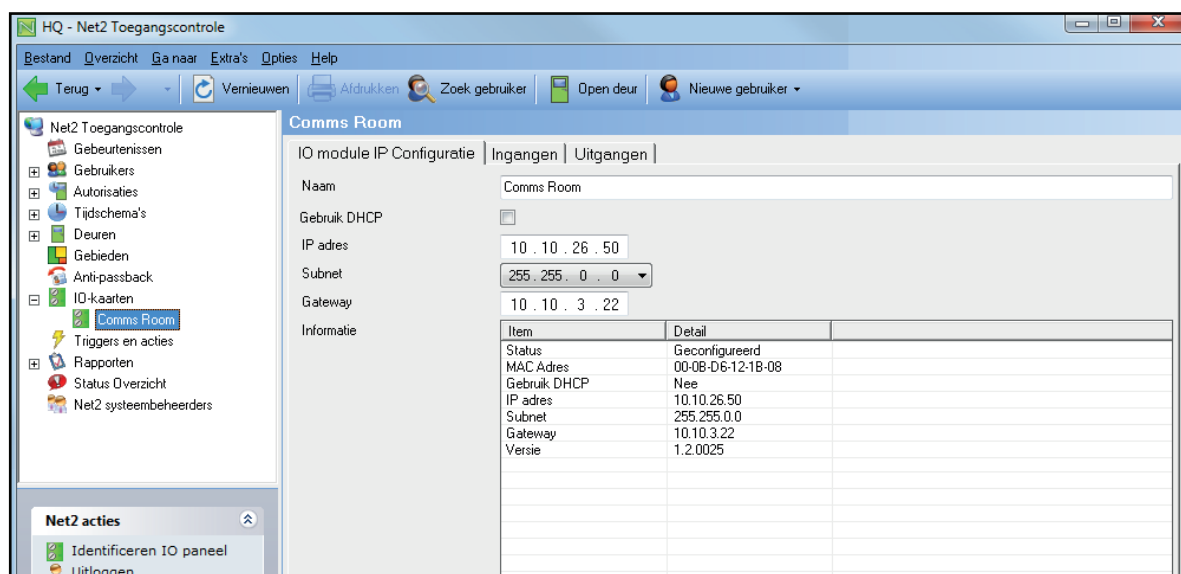 HQ - Net2 Toegangscontrole
Bestand Overzicht Ga naar Extra's Opties Help
Terug Vernieuwen Afdrukken Zoek gebruiker Open deur Nieuwe gebruiker
Net2 Toegangscontrole
Gebeurtenissen
Gebruikers
Autorisaties
Tijdschema's
Deuren
Gebieden
Anti-passback
IO-kaarten
Comms Room
Triggers en acties
Rapporten
Status Overzicht
Net2 systeembeheerders
Net2 acties
Identificeren IO paneel
Uitloggen
Comms Room
IO module IP Configuratie Ingangen Uitgangen
Naam Comms Room
Gebruik DHCP
IP adres 10 . 10 . 26 . 50
Subnet 255 . 255 . 0 . 0
Gateway 10 . 10 . 3 . 22
Informatie
Item Detail
Status Geconfigureerd
MAC Adres 00-0B-D6-12-1B-08
Gebruik DHCP Nee
IP adres 10.10.26.50
Subnet 255.255.0.0
Gateway 10.10.3.22
Versie 1.2.0025